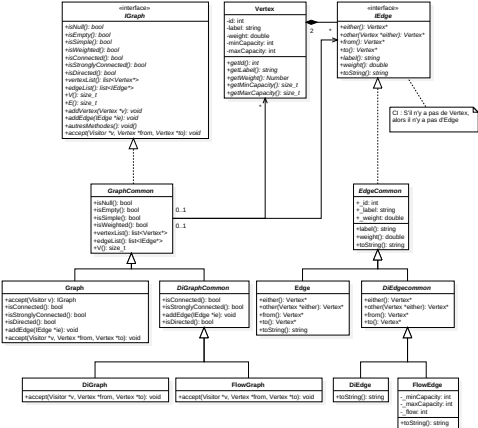 «interface»
IGraph
+isNull(): bool
+isEmpty(): bool
+isSimple(): bool
+isWeighted(): bool
+isConnected(): bool
+isStronglyConnected(): bool
+isDirected(): bool
+vertexList(): list<Vertex*>
+edgeList(): list<IEdge*>
+V(): size_t
+E(): size_t
+addVertex(Vertex *v): void
+addEdge(IEdge *ie): void
+autresMethodes(): void()
+accept(Visitor *v, Vertex *from, Vertex *to): void
Vertex
-id: int
-label: string
-weight: double
-minCapacity: int
-maxCapacity: int
+getId(): int
+getLabel(): string
+getWeight(): Number
+getMinCapacity(): size_t
+getMaxCapacity(): size_t
2
*
«interface»
IEdge
+either(): Vertex*
+other(Vertex *either): Vertex*
+from(): Vertex*
+to(): Vertex*
+label(): string
+weight(): double
+toString(): string
CI : S'il n'y a pas de Vertex,
alors il n'y a pas d'Edge
*
GraphCommon
+isNull(): bool
+isEmpty(): bool
+isSimple(): bool
+isWeighted(): bool
+vertexList(): list<Vertex*>
+edgeList(): list<IEdge*>
+V(): size_t
0..1
0..1
EdgeCommon
+_id: int
+_label: string
+_weight: double
+label(): string
+weight(): double
+toString(): string
Graph
+accept(Visitor v): IGraph
+isConnected(): bool
+isStronglyConnected(): bool
+isDirected(): bool
+addEdge(IEdge *ie): void
+accept(Visitor *v, Vertex *from, Vertex *to): void
DiGraphCommon
+isConnected(): bool
+isStronglyConnected(): bool
+addEdge(IEdge *ie): void
+isDirected(): bool
Edge
+either(): Vertex*
+other(Vertex *either): Vertex*
+from(): Vertex*
+to(): Vertex*
+toString(): string
DiEdgecommon
+either(): Vertex*
+other(Vertex *either): Vertex*
+from(): Vertex*
+to(): Vertex*
DiGraph
+accept(Visitor *v, Vertex *from, Vertex *to): void
FlowGraph
+accept(Visitor *v, Vertex *from, Vertex *to): void
DiEdge
+toString(): string
FlowEdge
-_minCapacity: int
-_maxCapacity: int
-_flow: int
+toString(): string